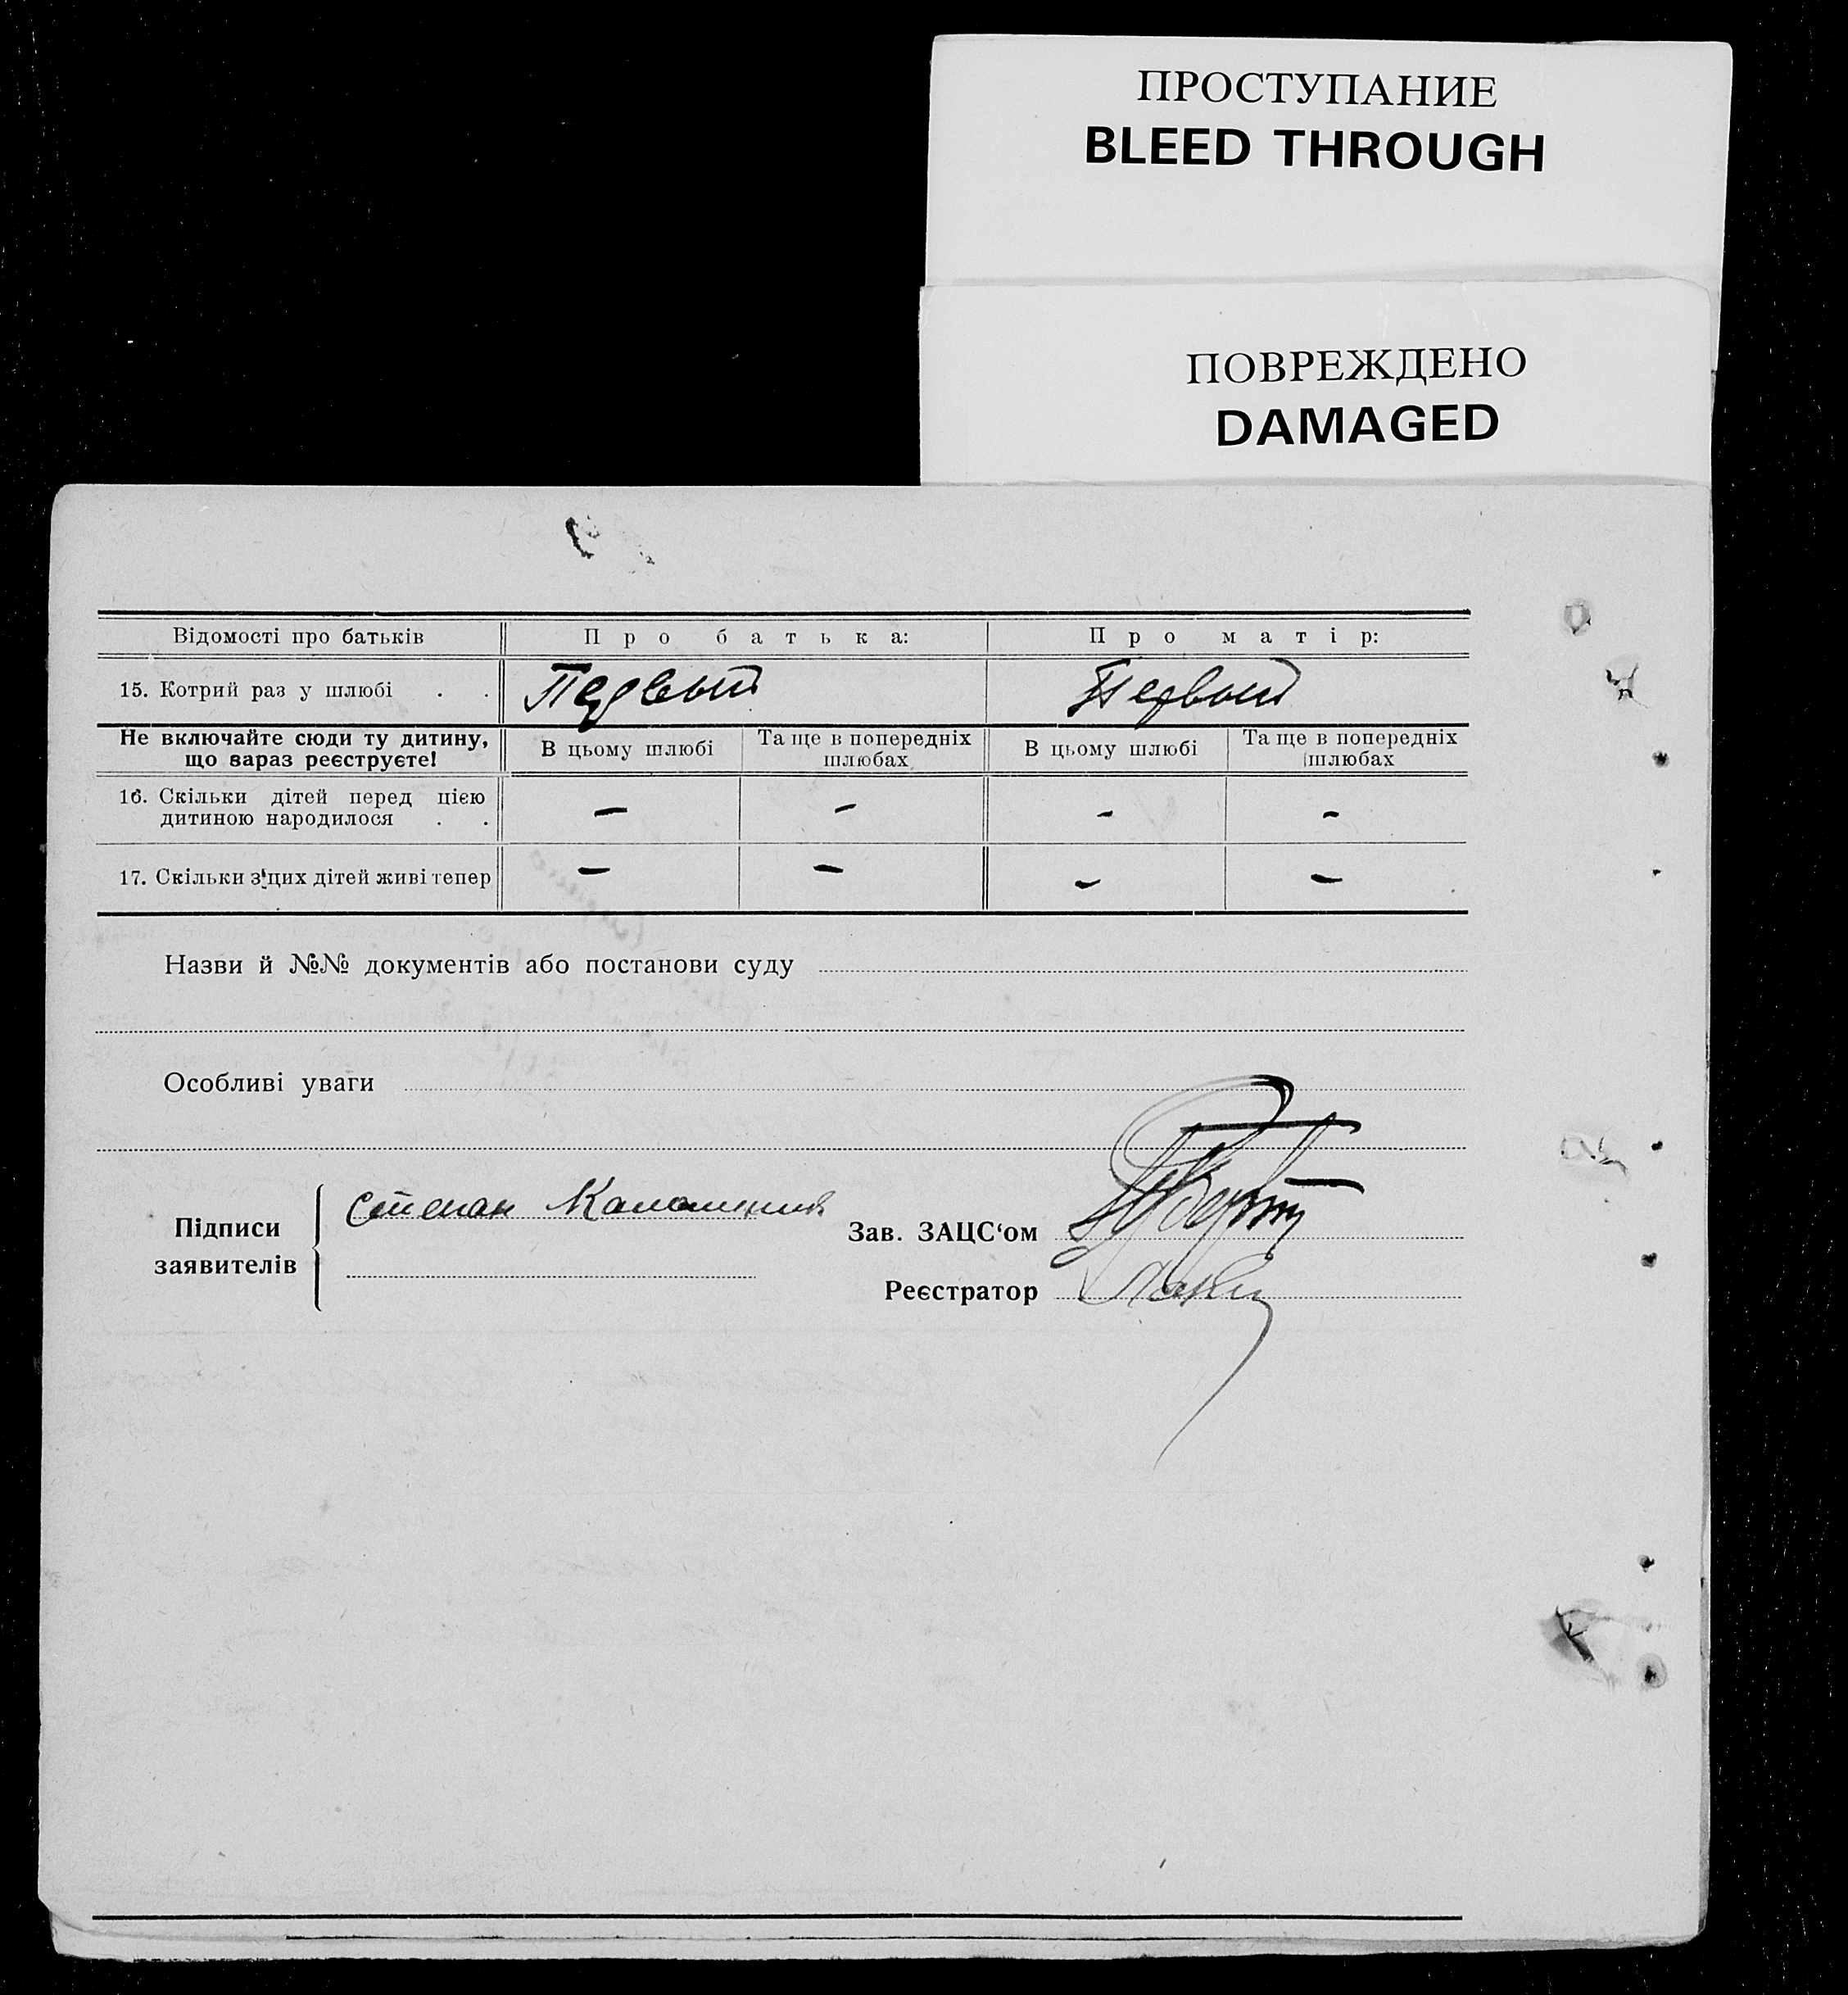 ПРОСТУПАНИЕ
BLEED THROUGH
ПОВРЕЖДЕНО
DAMAGED
Відомості про батьків Про батька: Про матір:
15. Котрий раз у шлюбі . . Первый Первый
Не включайте сюди ту дитину, що вараз реєструєте!
В цьому шлюбі Та ще в попередніх шлюбах В цьому шлюбі Та ще в попередніх шлюбах
16. Скільки дітей перед цією
дитиною народилося . . — - - -
17. Скільки з'цих дітей живі тепер — — - —
Назви й №№ документів або постанови суду
Особливі уваги
Підписи заявителів
Степан
Зав. ЗАЦС‘ом
Реєстратор